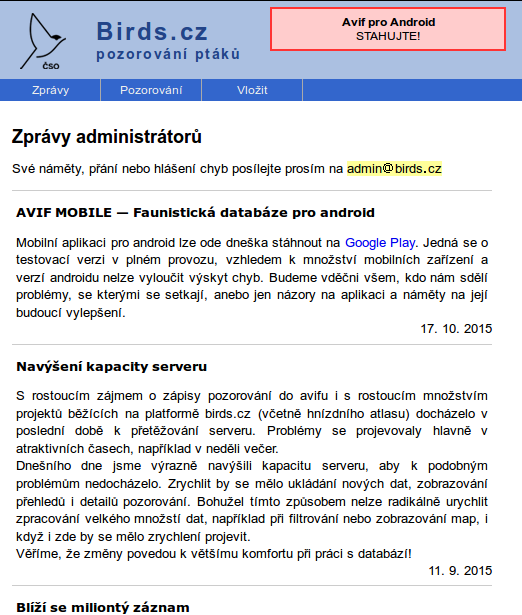 ČSO
Birds.cz
pozorování ptáků
Avif pro Android
STAHUJTE!
Zprávy
Pozorování
Vložit
Zprávy administrátorů
Své náměty, přání nebo hlášení chyb posílejte prosím na admin@birds.cz
AVIF MOBILE — Faunistická databáze pro android
Mobilní aplikaci pro android lze ode dneška stáhnout na Google Play. Jedná se o
testovací verzi v plném provozu, vzhledem k množství mobilních zařízení a
verzí androidu nelze vyloučit výskyt chyb. Budeme vděčni všem, kdo nám sdělí
problémy, se kterými se setkají, anebo jen názory na aplikaci a náměty na její
budoucí vylepšení.
17. 10. 2015
Navýšení kapacity serveru
S rostoucím zájmem o zápisy pozorování do avifu i s rostoucím množstvím
projektů běžících na platformě birds.cz (včetně hnízdního atlasu) docházelo v
poslední době k přetěžování serveru. Problémy se projevovaly hlavně v
atraktivních časech, například v neděli večer.
Dnešního dne jsme výrazně navýšili kapacitu serveru, aby k podobným
problémům nedocházelo. Zrychlit by se mělo ukládání nových dat, zobrazování
přehledů i detailů pozorování. Bohužel tímto způsobem nelze radikálně urychlit
zpracování velkého množstí dat, například při filtrování nebo zobrazování map, i
když i zde by se mělo zrychlení projevit.
Věříme, že změny povedou k většímu komfortu při práci s databází!
11. 9. 2015
Blíží se miliontý záznam